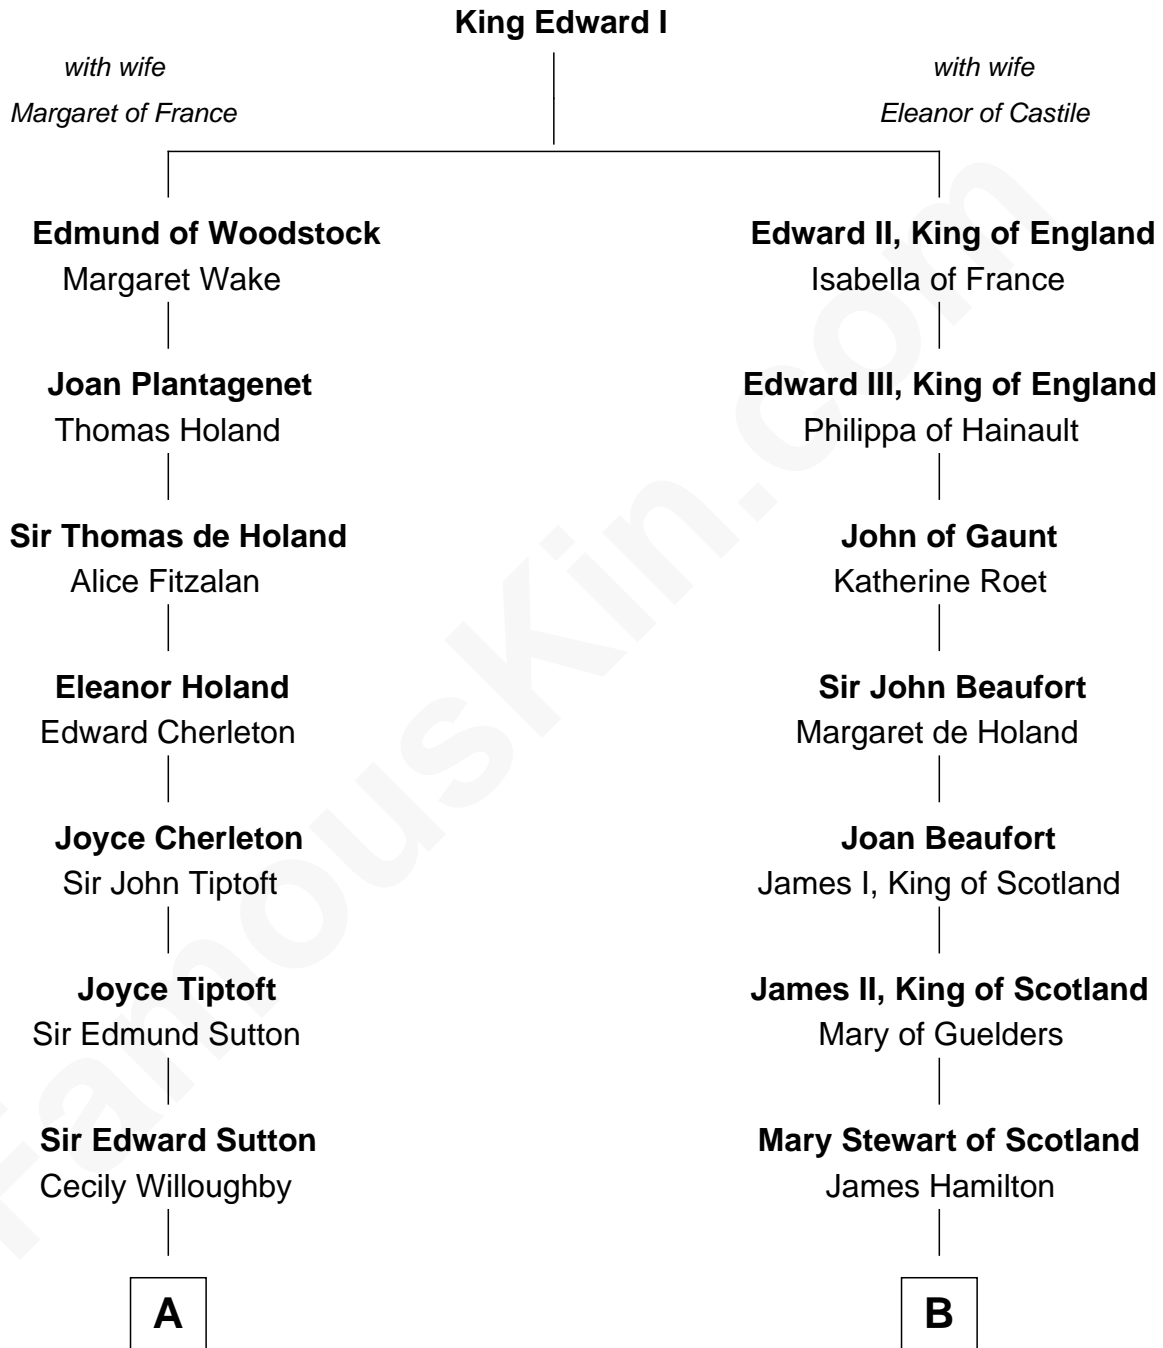 King Edward I
with wife
Margaret of France
with wife
Eleanor of Castile
Edmund of Woodstock
Margaret Wake
Edward II, King of England
Isabella of France
Joan Plantagenet
Thomas Holand
Edward III, King of England
Philippa of Hainault
Sir Thomas de Holand
Alice Fitzalan
John of Gaunt
Katherine Roet
Eleanor Holand
Edward Cherleton
Sir John Beaufort
Margaret de Holand
Joyce Cherleton
Sir John Tiptoft
Joan Beaufort
James I, King of Scotland
Joyce Tiptoft
Sir Edmund Sutton
James II, King of Scotland
Mary of Guelders
Sir Edward Sutton
Cecily Willoughby
Mary Stewart of Scotland
James Hamilton
A
B
FamousKin.com